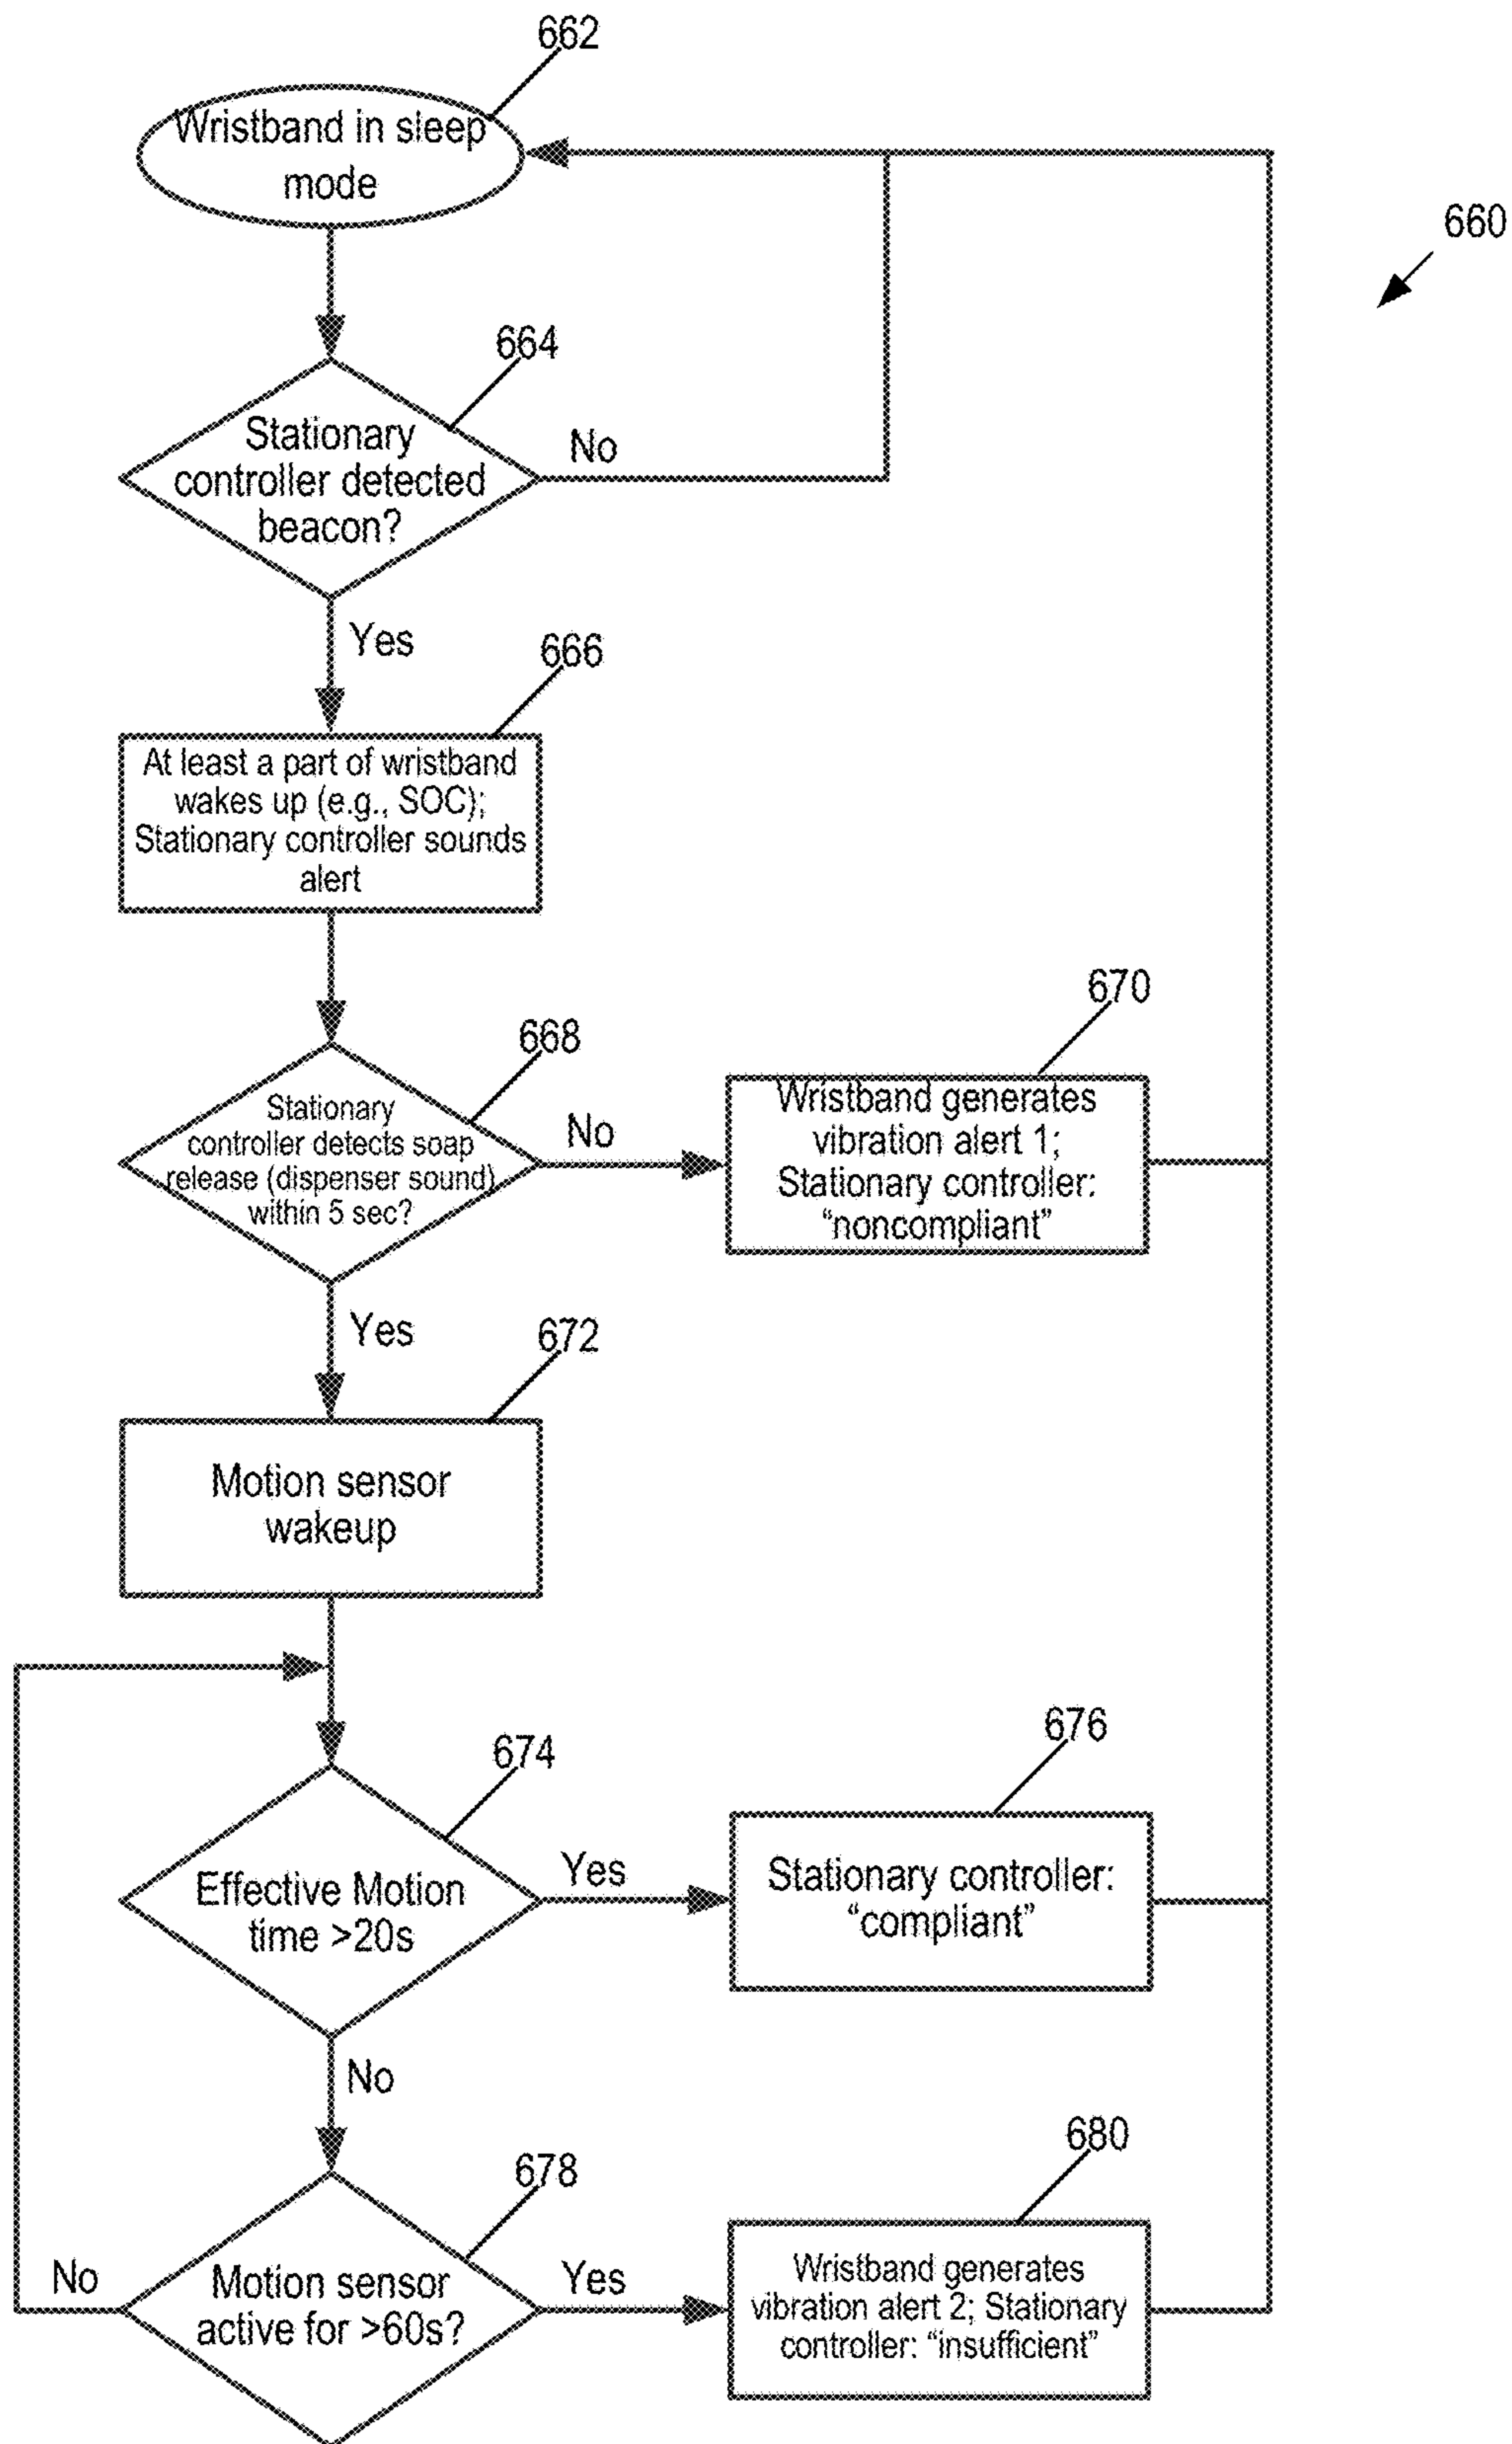 662
Wristband in sleep
mode
660
664
Stationary
controller detected
beacon?
No
Yes
666
At least a part of wristband
wakes up (e.g., SOC);
Stationary controller sounds
alert
668
Stationary
controller detects soap
release (dispenser sound)
within 5 sec?
No
670
Wristband generates
vibration alert 1;
Stationary controller:
“noncompliant”
Yes
672
Motion sensor
wakeup
674
Effective Motion
time >20s
Yes
676
Stationary controller:
“compliant”
No
678
Motion sensor
active for >60s?
No
Yes
680
Wristband generates
vibration alert 2; Stationary
controller: “insufficient”